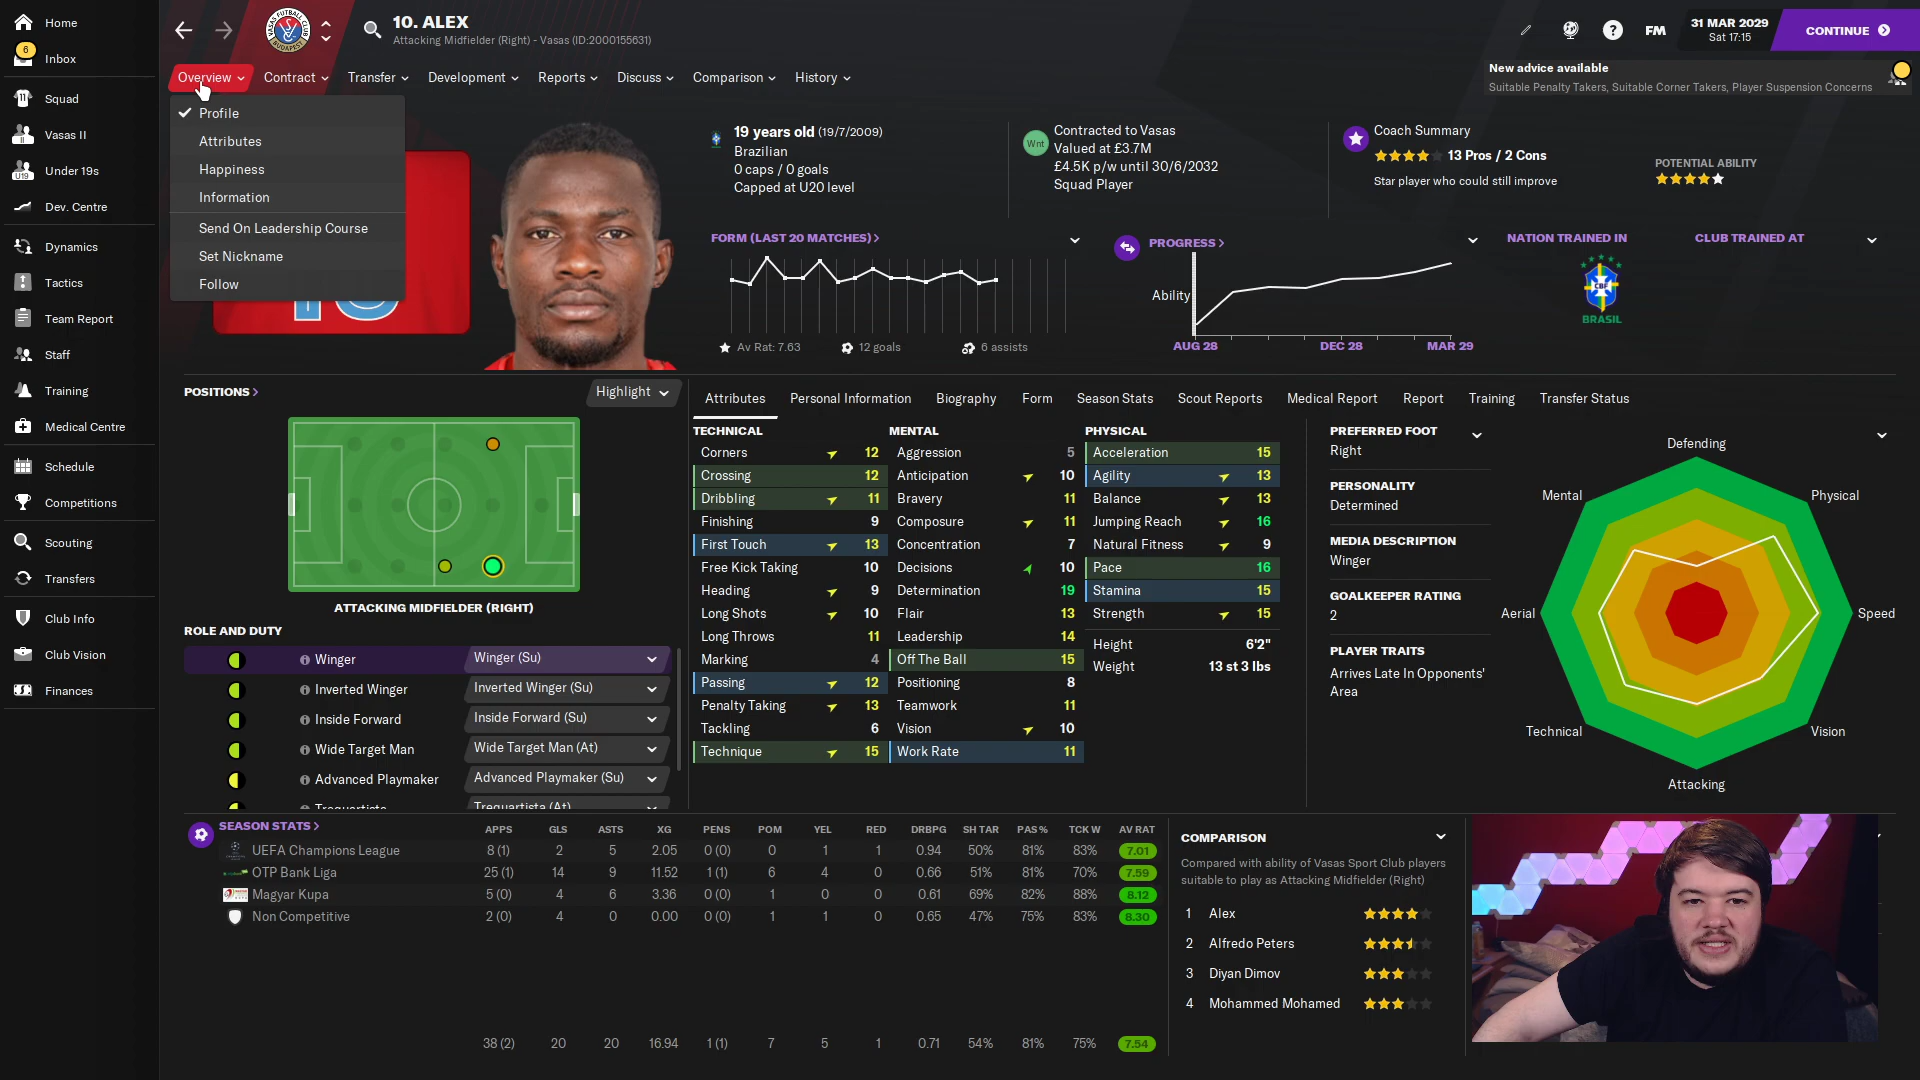 Home
6
Inbox
11
Squad
II
Vasas II
U19
Under 19s
Dev. Centre
Dynamics
Tactics
Team Report
Staff
Training
Medical Centre
Schedule
Competitions
Scouting
Transfers
Club Info
Club Vision
Finances
VASAS FUTBALL CLUB
BUDAPEST
10. ALEX
Attacking Midfielder (Right) - Vasas (ID:2000155631)
FM
31 MAR 2029
Sat 17:15
CONTINUE
Overview
Contract
Transfer
Development
Reports
Discuss
Comparison
History
New advice available
Suitable Penalty Takers, Suitable Corner Takers, Player Suspension Concerns
Profile
Attributes
Happiness
Information
Send On Leadership Course
Set Nickname
Follow
19 years old (19/7/2009)
Brazilian
0 caps / 0 goals
Capped at U20 level
Wnt
Contracted to Vasas
Valued at £3.7M
£4.5K p/w until 30/6/2032
Squad Player
Coach Summary
13 Pros / 2 Cons
Star player who could still improve
POTENTIAL ABILITY
FORM (LAST 20 MATCHES)
Av Rat: 7.63
12 goals
6 assists
PROGRESS
Ability
AUG 28
DEC 28
MAR 29
NATION TRAINED IN
CBF
BRASIL
CLUB TRAINED AT
POSITIONS
Highlight
ATTACKING MIDFIELDER (RIGHT)
ROLE AND DUTY
Winger Winger (Su)
Inverted Winger Inverted Winger (Su)
Inside Forward Inside Forward (Su)
Wide Target Man Wide Target Man (At)
Advanced Playmaker Advanced Playmaker (Su)
Trequartista Trequartista (At)
Attributes
Personal Information
Biography
Form
Season Stats
Scout Reports
Medical Report
Report
Training
Transfer Status
TECHNICAL
Corners 12
Crossing 12
Dribbling 11
Finishing 9
First Touch 13
Free Kick Taking 10
Heading 9
Long Shots 10
Long Throws 11
Marking 4
Passing 12
Penalty Taking 13
Tackling 6
Technique 15
MENTAL
Aggression 5
Anticipation 10
Bravery 11
Composure 11
Concentration 7
Decisions 10
Determination 19
Flair 13
Leadership 14
Off The Ball 15
Positioning 8
Teamwork 11
Vision 10
Work Rate 11
PHYSICAL
Acceleration 15
Agility 13
Balance 13
Jumping Reach 16
Natural Fitness 9
Pace 16
Stamina 15
Strength 15
Height 6'2"
Weight 13 st 3 lbs
PREFERRED FOOT
Right
PERSONALITY
Determined
MEDIA DESCRIPTION
Winger
GOALKEEPER RATING
2
PLAYER TRAITS
Arrives Late In Opponents'
Area
Defending
Physical
Speed
Vision
Attacking
Technical
Aerial
Mental
SEASON STATS APPS GLS ASTS XG PENS POM YEL RED DRBPG SH TAR PAS % TCK W AV RAT
UEFA Champions League 8 (1) 2 5 2.05 0 (0) 0 1 1 0.94 50% 81% 83% 7.01
OTP Bank Liga 25 (1) 14 9 11.52 1 (1) 6 4 0 0.66 51% 81% 70% 7.59
Magyar Kupa 5 (0) 4 6 3.36 0 (0) 1 0 0 0.61 69% 82% 88% 8.12
Non Competitive 2 (0) 4 0 0.00 0 (0) 1 1 0 0.65 47% 75% 83% 8.30
38 (2) 20 20 16.94 1 (1) 7 5 1 0.71 54% 81% 75% 7.54
COMPARISON
Compared with ability of Vasas Sport Club players
suitable to play as Attacking Midfielder (Right)
1 Alex
2 Alfredo Peters
3 Diyan Dimov
4 Mohammed Mohamed